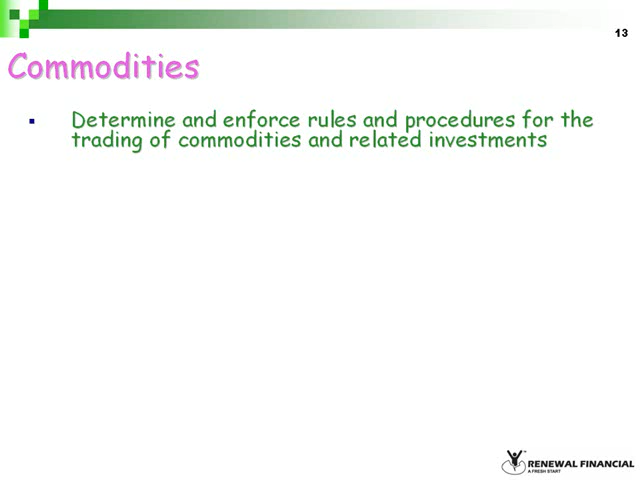 13
Commodities
▪ Determine and enforce rules and procedures for the
trading of commodities and related investments
RENEWAL FINANCIAL
A FRESH START